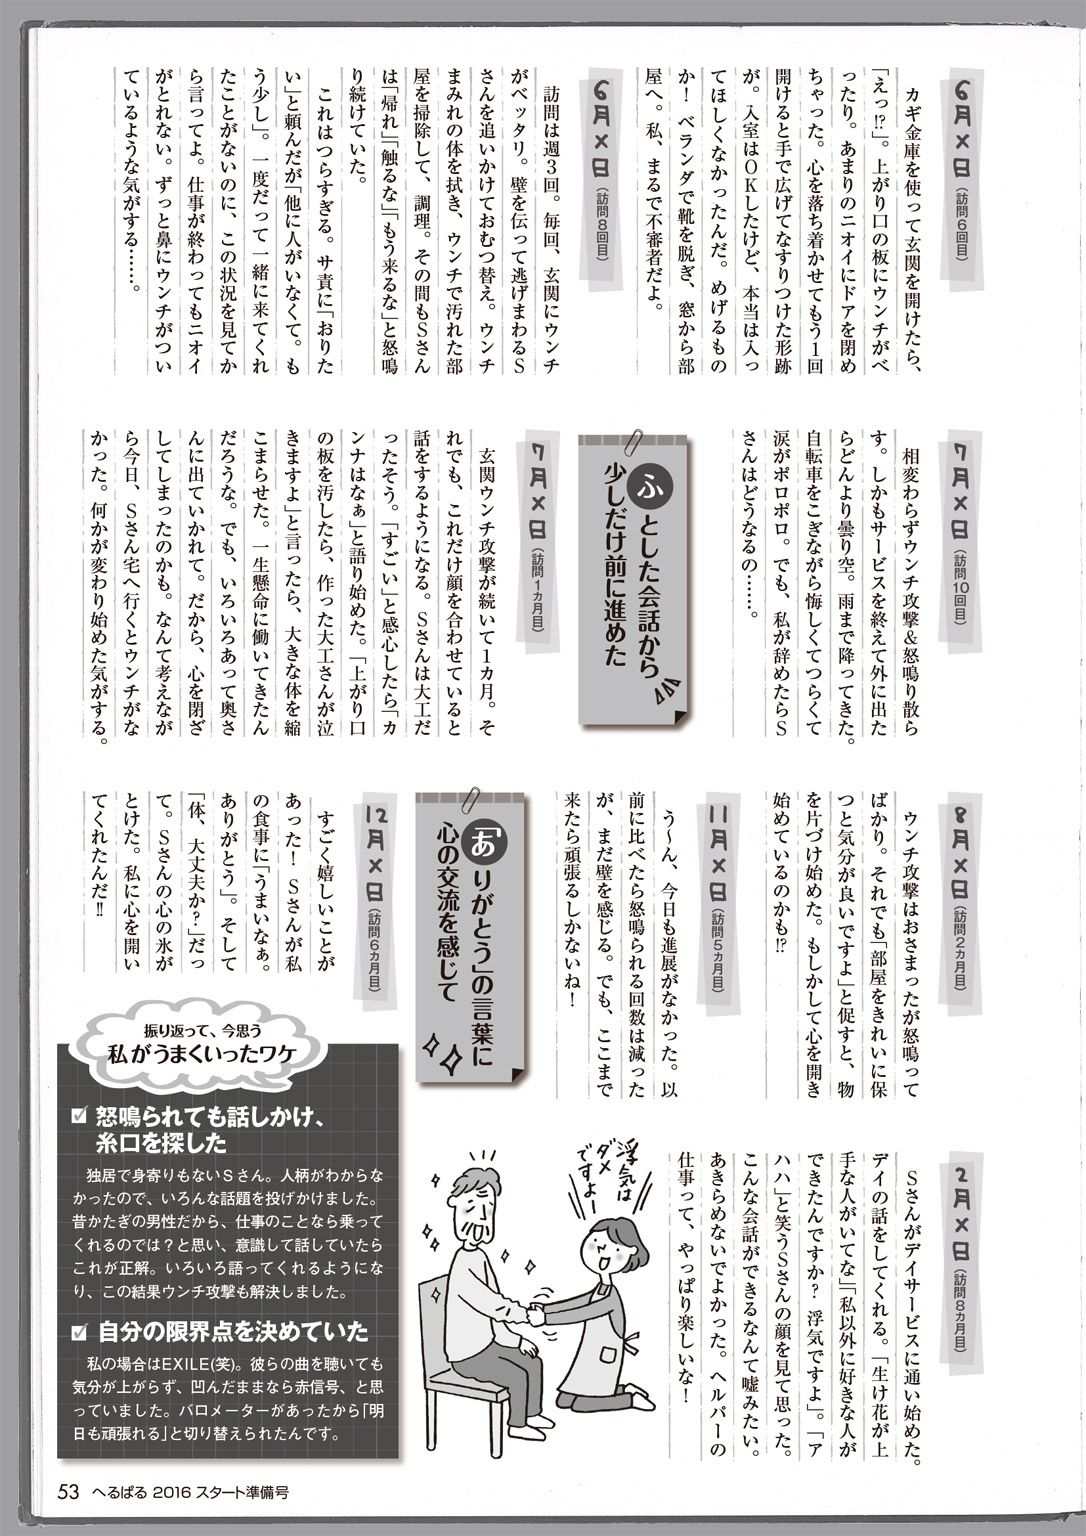 6月×日(訪問6回目)
カギ金庫を使って玄関を開けたら、
「えっ!?」。上がり口の板にウンチがべ
ったり。あまりのニオイにドアを閉め
ちゃった。心を落ち着かせてもう1回
開けると手で広げてなすりつけた形跡
が。入室はOKしたけど、本当は入っ
てほしくなかったんだ。めげるもの
か! ベランダで靴を脱ぎ、窓から部
屋へ。私、まるで不審者だよ。
6月×日(訪問8回目)
訪問は週3回。毎回、玄関にウンチ
がベッタリ。壁を伝って逃げまわるS
さんを追いかけておむつ替え。ウンチ
まみれの体を拭き、ウンチで汚れた部
屋を掃除して、調理。その間もSさん
は「帰れ」「触るな」「もう来るな」と怒鳴
り続けていた。
これはつらすぎる。サ責に「おりた
い」と頼んだが「他に人がいなくて。も
う少し」。一度だって一緒に来てくれ
たことがないのに、この状況を見てか
ら言ってよ。仕事が終わってもニオイ
がとれない。ずっと鼻にウンチがつい
ているような気がする……。
7月×日(訪問10回目)
相変わらずウンチ攻撃&怒鳴り散ら
す。しかもサービスを終えて外に出た
らどんより曇り空。雨まで降ってきた。
自転車をこぎながら悔しくてつらくて
涙がポロポロ。でも、私が辞めたらS
さんはどうなるの……。
ふとした会話から
少しだけ前に進めた
7月×日(訪問1ヵ月目)
玄関ウンチ攻撃が続いて1カ月。そ
れでも、これだけ顔を合わせていると
話をするようになる。Sさんは大工だ
ったそう。「すごい」と感心したら「カ
ンナはなぁ」と語り始めた。「上がり口
の板を汚したら、作った大工さんが泣
きますよ」と言ったら、大きな体を縮
こまらせた。一生懸命に働いてきたん
だろうな。でも、いろいろあって奥さ
んに出ていかれて。だから、心を閉ざ
してしまったのかも。なんて考えなが
ら今日、Sさん宅へ行くとウンチがな
かった。何かが変わり始めた気がする。
8月×日(訪問2ヵ月目)
ウンチ攻撃はおさまったが怒鳴って
ばかり。それでも「部屋をきれいに保
つと気分が良いですよ」と促すと、物
を片づけ始めた。もしかして心を開き
始めているのかも!?
11月×日(訪問5ヵ月目)
う〜ん、今日も進展がなかった。以
前に比べたら怒鳴られる回数は減った
が、まだ壁を感じる。でも、ここまで
来たら頑張るしかないね!
「ありがとう」の言葉に
心の交流を感じて
12月×日(訪問6ヵ月目)
すごく嬉しいことが
あった! Sさんが私
の食事に「うまいなぁ。
ありがとう」。そして
「体、大丈夫か?」だっ
て。Sさんの心の氷が
とけた。私に心を開い
てくれたんだ!!
2月×日(訪問8ヵ月目)
Sさんがデイサービスに通い始めた。
デイの話をしてくれる。「生け花が上
手な人がいてな」「私以外に好きな人が
できたんですか? 浮気ですよ」。「ア
ハハ」と笑うSさんの顔を見て思った。
こんな会話ができるなんて嘘みたい。
あきらめないでよかった。ヘルパーの
仕事って、やっぱり楽しいな!
浮気は
ダメ
ですよー
振り返って、今思う
私がうまくいったワケ
怒鳴られても話しかけ、
糸口を探した
独居で身寄りもないSさん。人柄がわからな
かったので、いろんな話題を投げかけました。
昔かたぎの男性だから、仕事のことなら乗って
くれるのでは?と思い、意識して話していたら
これが正解。いろいろ語ってくれるようにな
り、この結果ウンチ攻撃も解決しました。
自分の限界点を決めていた
私の場合はEXILE(笑)。彼らの曲を聴いても
気分が上がらず、凹んだままなら赤信号、と思
っていました。バロメーターがあったから「明
日も頑張れる」と切り替えられたんです。
53 へるぱる 2016 スタート準備号